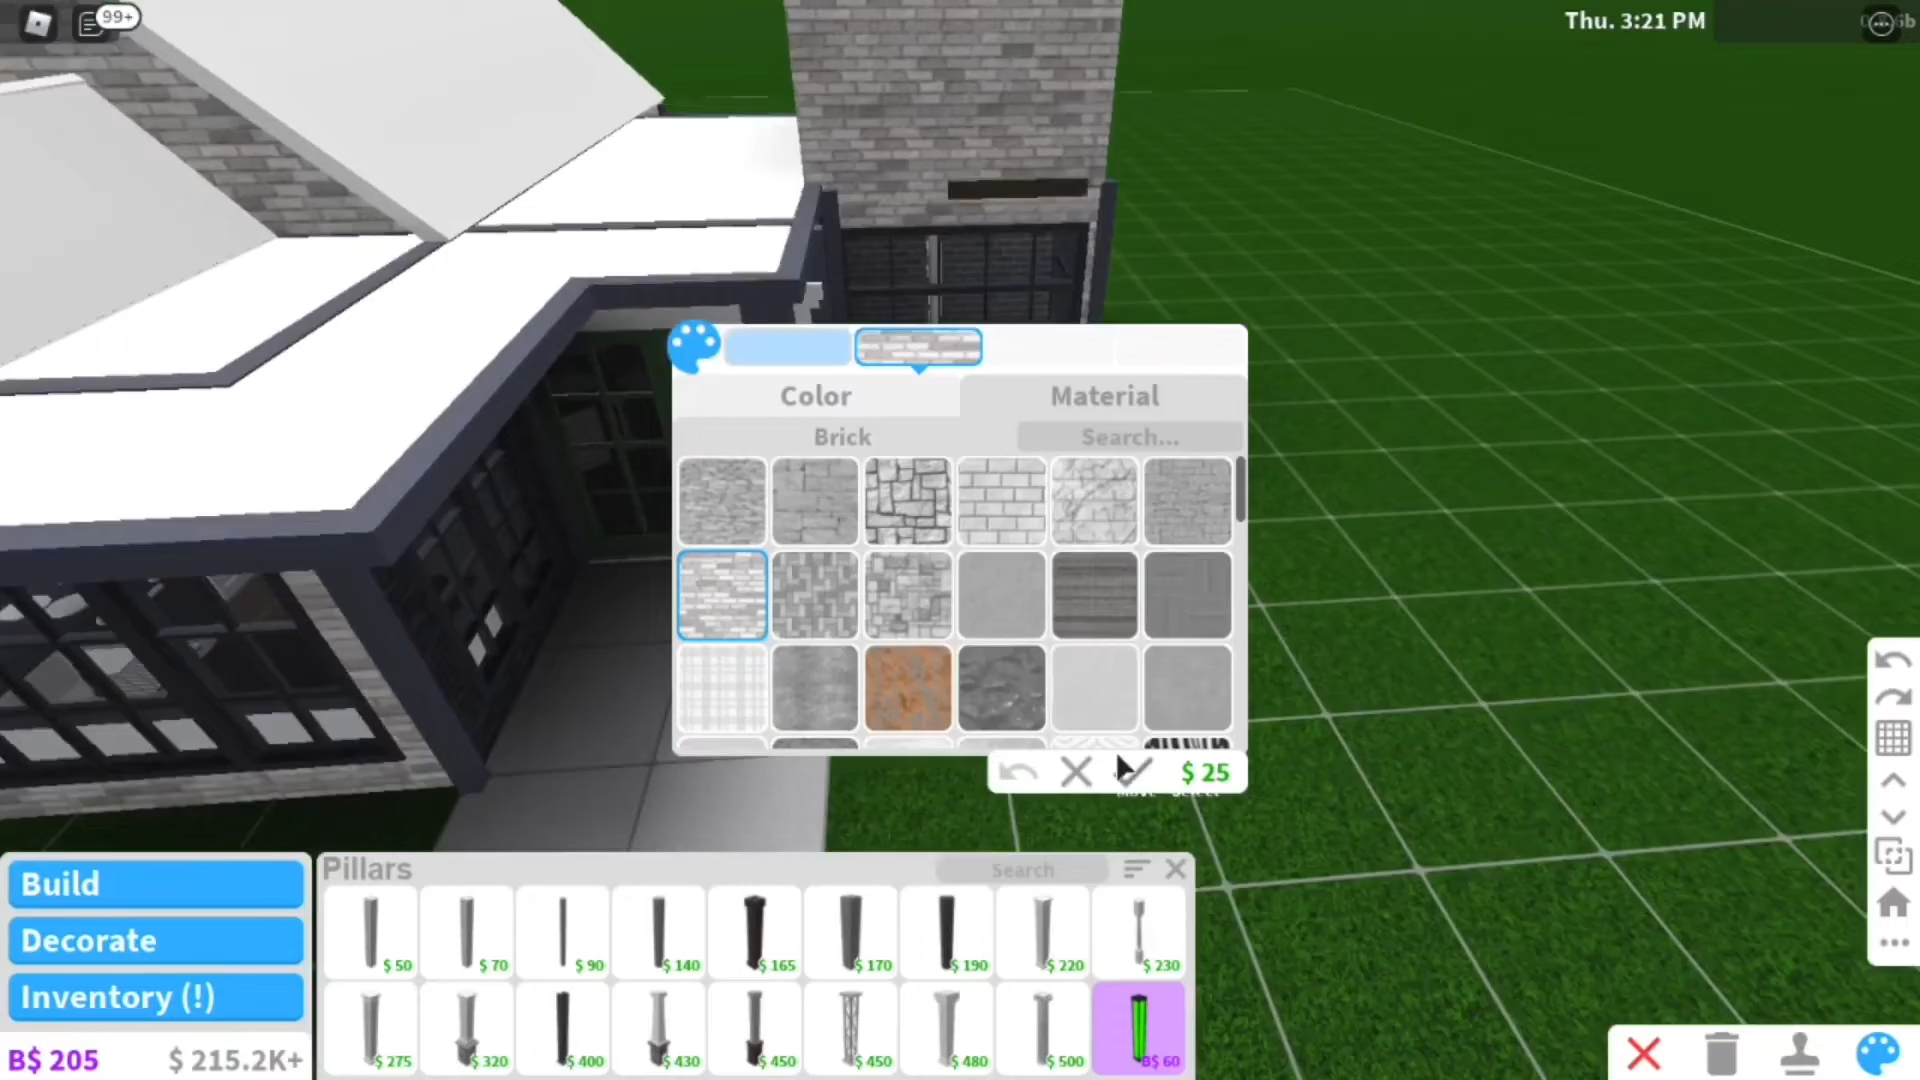 99+
Thu. 3:21 PM
Color
Material
Brick
Search...
$ 25
Build
Decorate
Inventory (!)
B$ 205
$ 215.2K+
Pillars
Search
$ 50
$ 70
$ 90
$ 140
$ 165
$ 170
$ 190
$ 220
$ 230
$ 275
$ 320
$ 400
$ 430
$ 450
$ 450
$ 480
$ 500
B$ 60